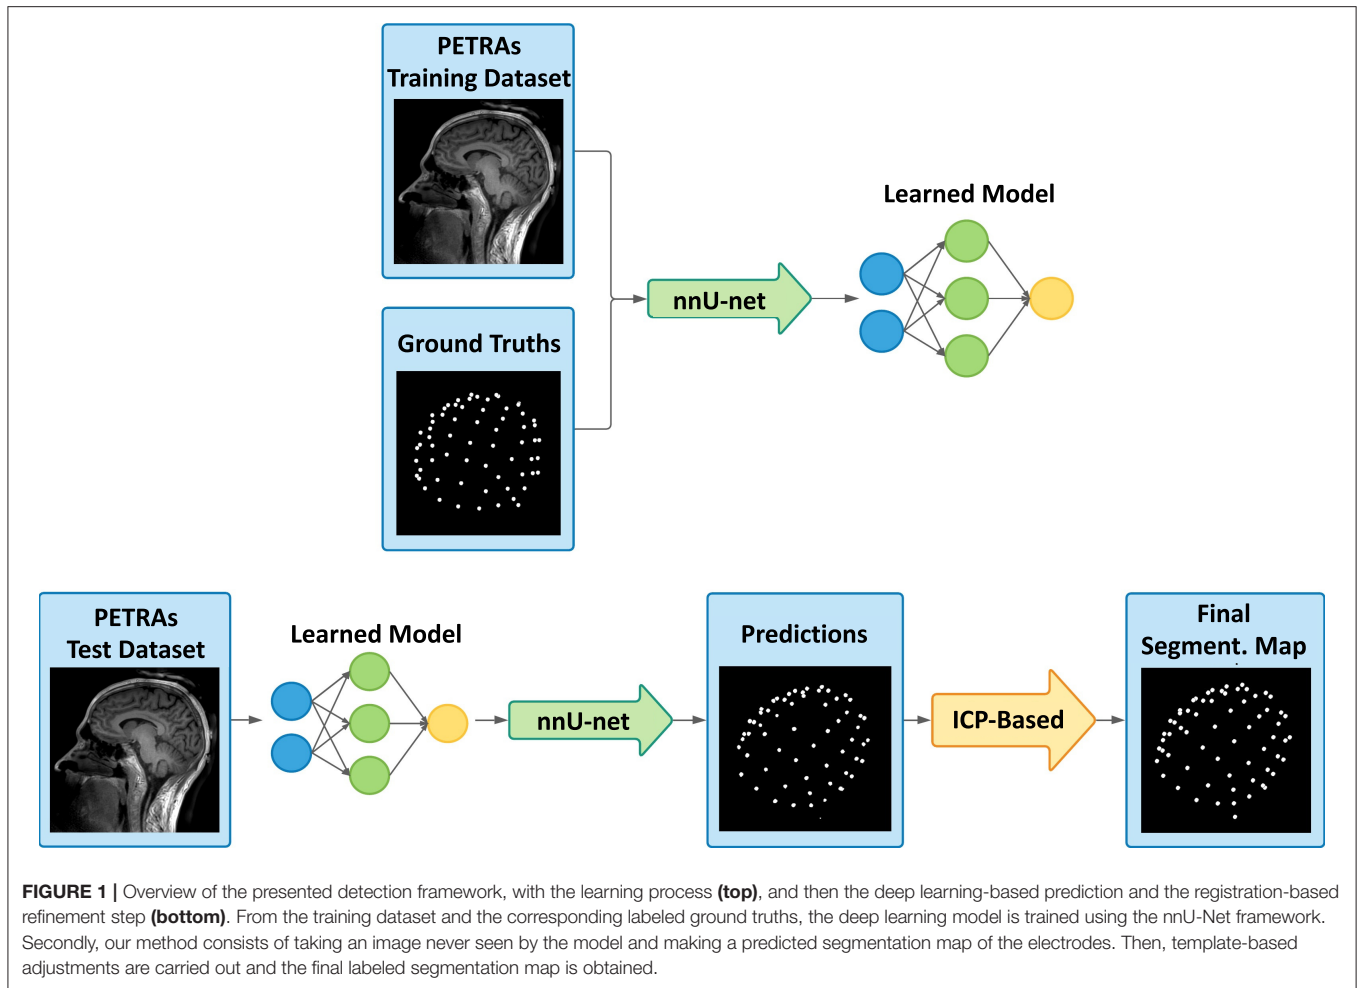 PETRAs
Training Dataset
Learned Model
nnU-net
Ground Truths
PETRAs
Test Dataset
Learned Model
nnU-net
Predictions
ICP-Based
Final
Segment. Map
FIGURE 1 | Overview of the presented detection framework, with the learning process (top), and then the deep learning-based prediction and the registration-based
refinement step (bottom). From the training dataset and the corresponding labeled ground truths, the deep learning model is trained using the nnU-Net framework.
Secondly, our method consists of taking an image never seen by the model and making a predicted segmentation map of the electrodes. Then, template-based
adjustments are carried out and the final labeled segmentation map is obtained.